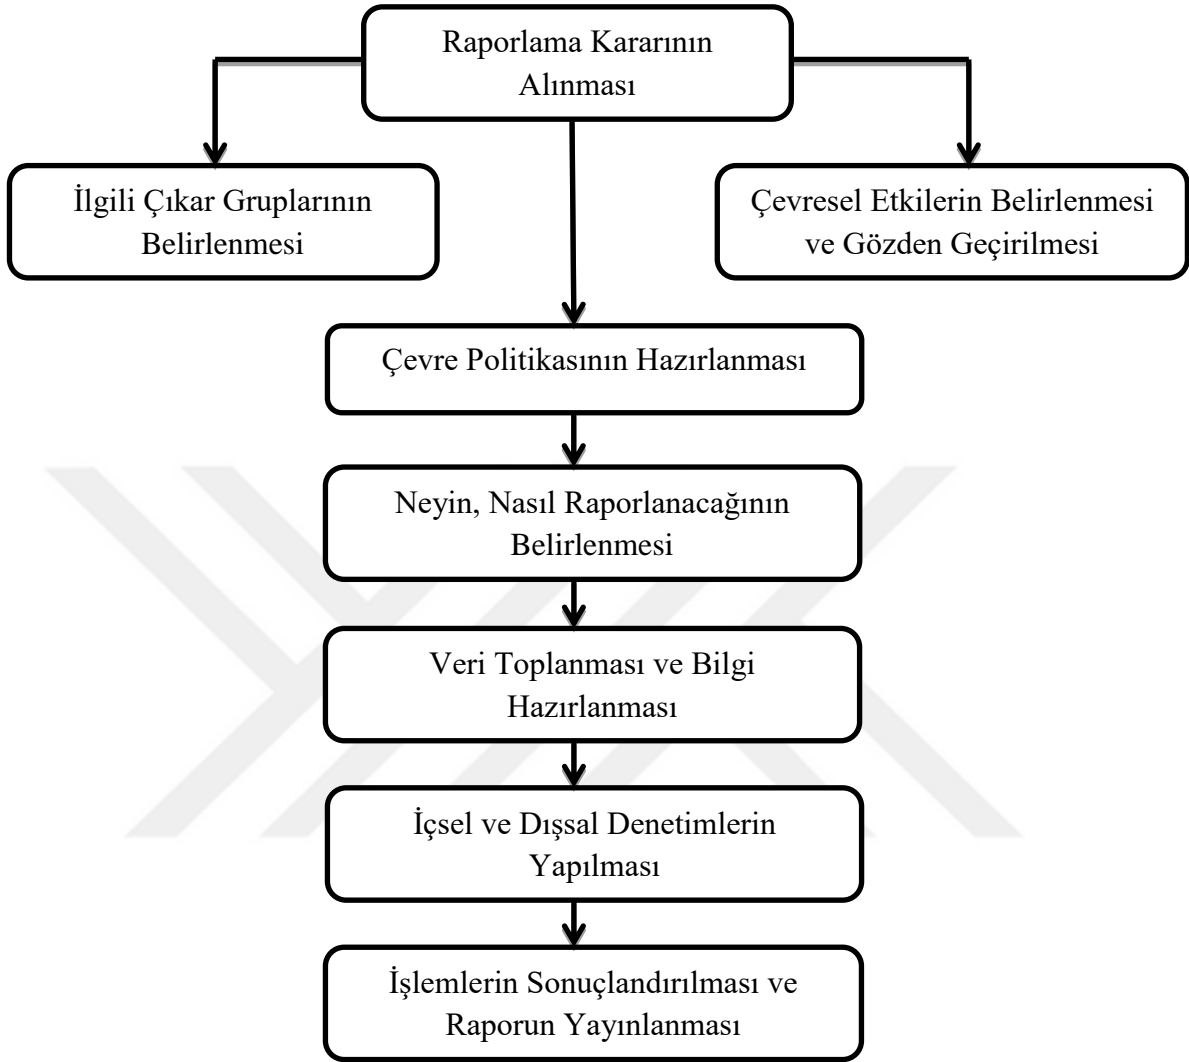 Raporlama Kararının
Alınması
İlgili Çıkar Gruplarının
Belirlenmesi
Çevresel Etkilerin Belirlenmesi
ve Gözden Geçirilmesi
Çevre Politikasının Hazırlanması
Neyin, Nasıl Raporlanacağının
Belirlenmesi
Veri Toplanması ve Bilgi
Hazırlanması
İçsel ve Dışsal Denetimlerin
Yapılması
İşlemlerin Sonuçlandırılması ve
Raporun Yayınlanması